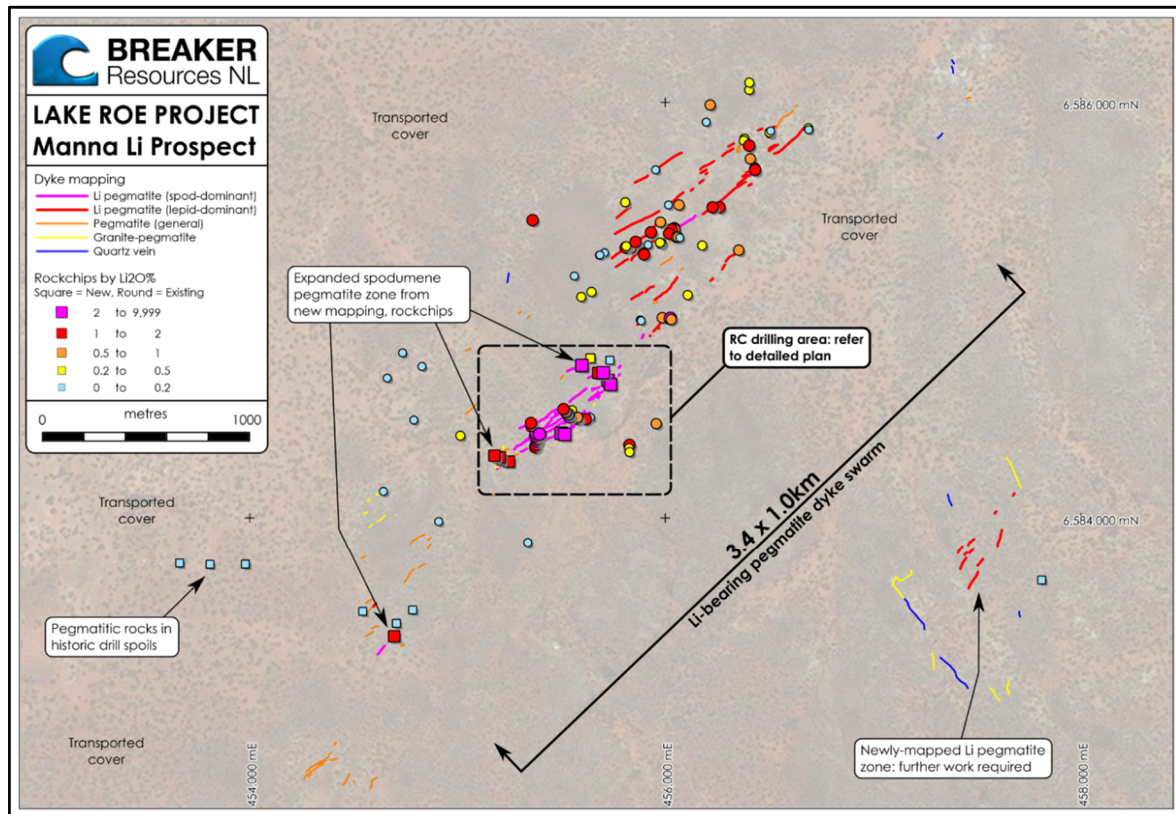 BREAKER
Resources NL
LAKE ROE PROJECT
Manna Li Prospect
Dyke mapping
Li pegmatite (spod-dominant)
Li pegmatite (lepid-dominant)
Pegmatite (general)
Granite-pegmatite
Quartz vein
Rockchips by Li2O%
Square = New, Round = Existing
2 to 9,999
1 to 2
0.5 to 1
0.2 to 0.5
0 to 0.2
metres
0 1000
Transported
cover
6,586,000 mN
Transported
cover
Expanded spodumene
pegmatite zone from
new mapping, rockchips
RC drilling area: refer
to detailed plan
3.4 x 1.0km
Li-bearing pegmatite dyke swarm
Transported
cover
6,584,000 mN
Pegmatitic rocks in
historic drill spoils
Transported
cover
Newly-mapped Li pegmatite
zone: further work required
454,000 mE
456,000 mE
458,000 mE